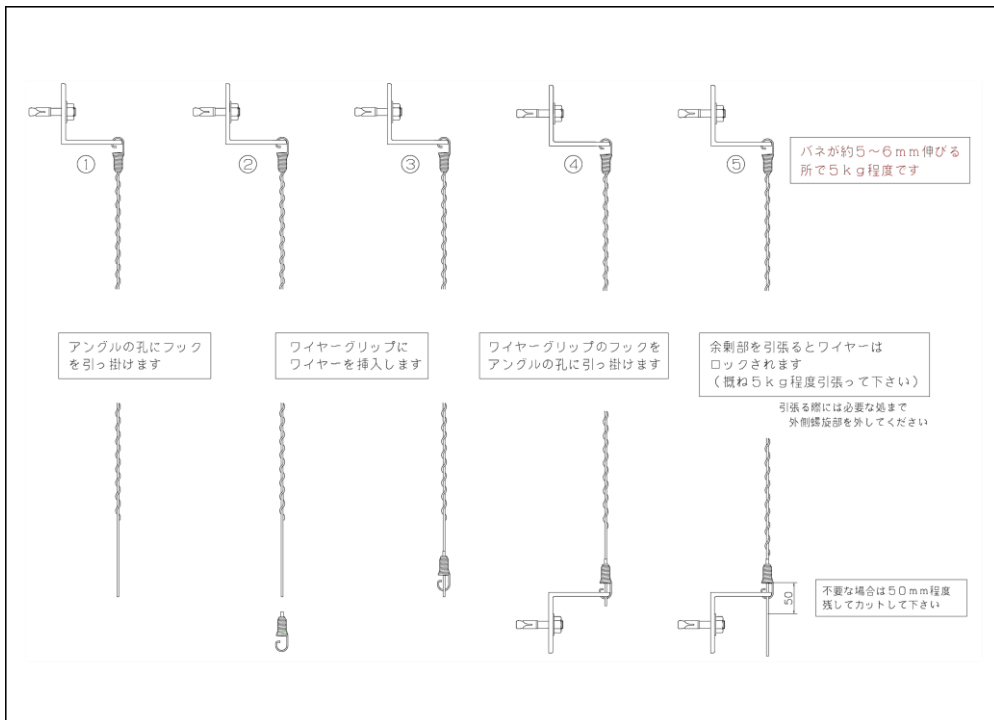 ①
②
③
④
⑤
バネが約5～6mm伸びる
所で5kg程度です
アングルの孔にフック
を引っ掛けます
ワイヤーグリップに
ワイヤーを挿入します
ワイヤーグリップのフックを
アングルの孔に引っ掛けます
余剰部を引張るとワイヤーは
ロックされます
(概ね5kg程度引張って下さい)
引張る際には必要な処まで
外側螺旋部を外してください
50
不要な場合は50mm程度
残してカットして下さい